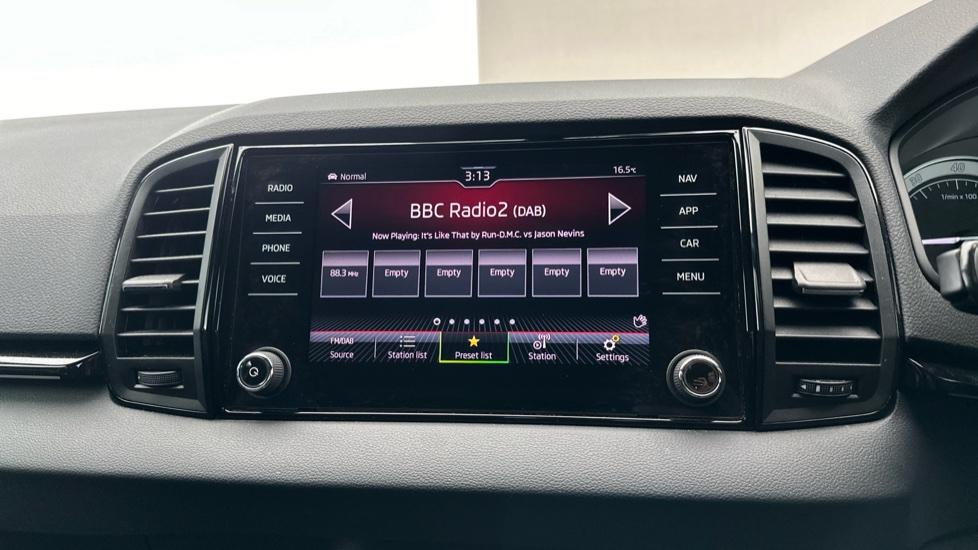 RADIO
MEDIA
PHONE
VOICE
Normal
3:13
16.5°C
BBC Radio2 (DAB)
Now Playing: It's Like That by Run-D.M.C. vs Jason Nevins
88.3 MHz Empty Empty Empty Empty Empty
FM/DAB
Source
Station list
Preset list
Station
Settings
NAV
APP
CAR
MENU
40
1/min x 100